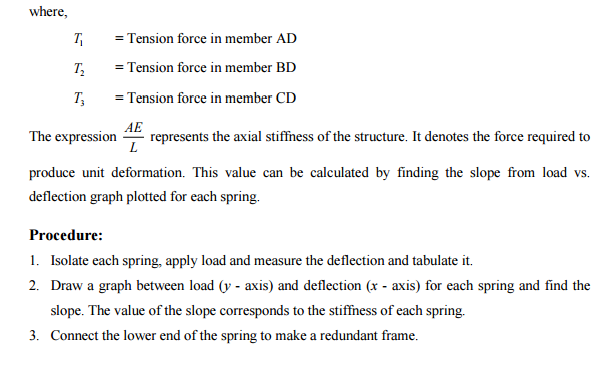 where,
T₁ = Tension force in member AD
T₂ = Tension force in member BD
T₃ = Tension force in member CD
The expression AE/L represents the axial stiffness of the structure. It denotes the force required to
produce unit deformation. This value can be calculated by finding the slope from load vs.
deflection graph plotted for each spring.
Procedure:
1. Isolate each spring, apply load and measure the deflection and tabulate it.
2. Draw a graph between load (y - axis) and deflection (x - axis) for each spring and find the
slope. The value of the slope corresponds to the stiffness of each spring.
3. Connect the lower end of the spring to make a redundant frame.